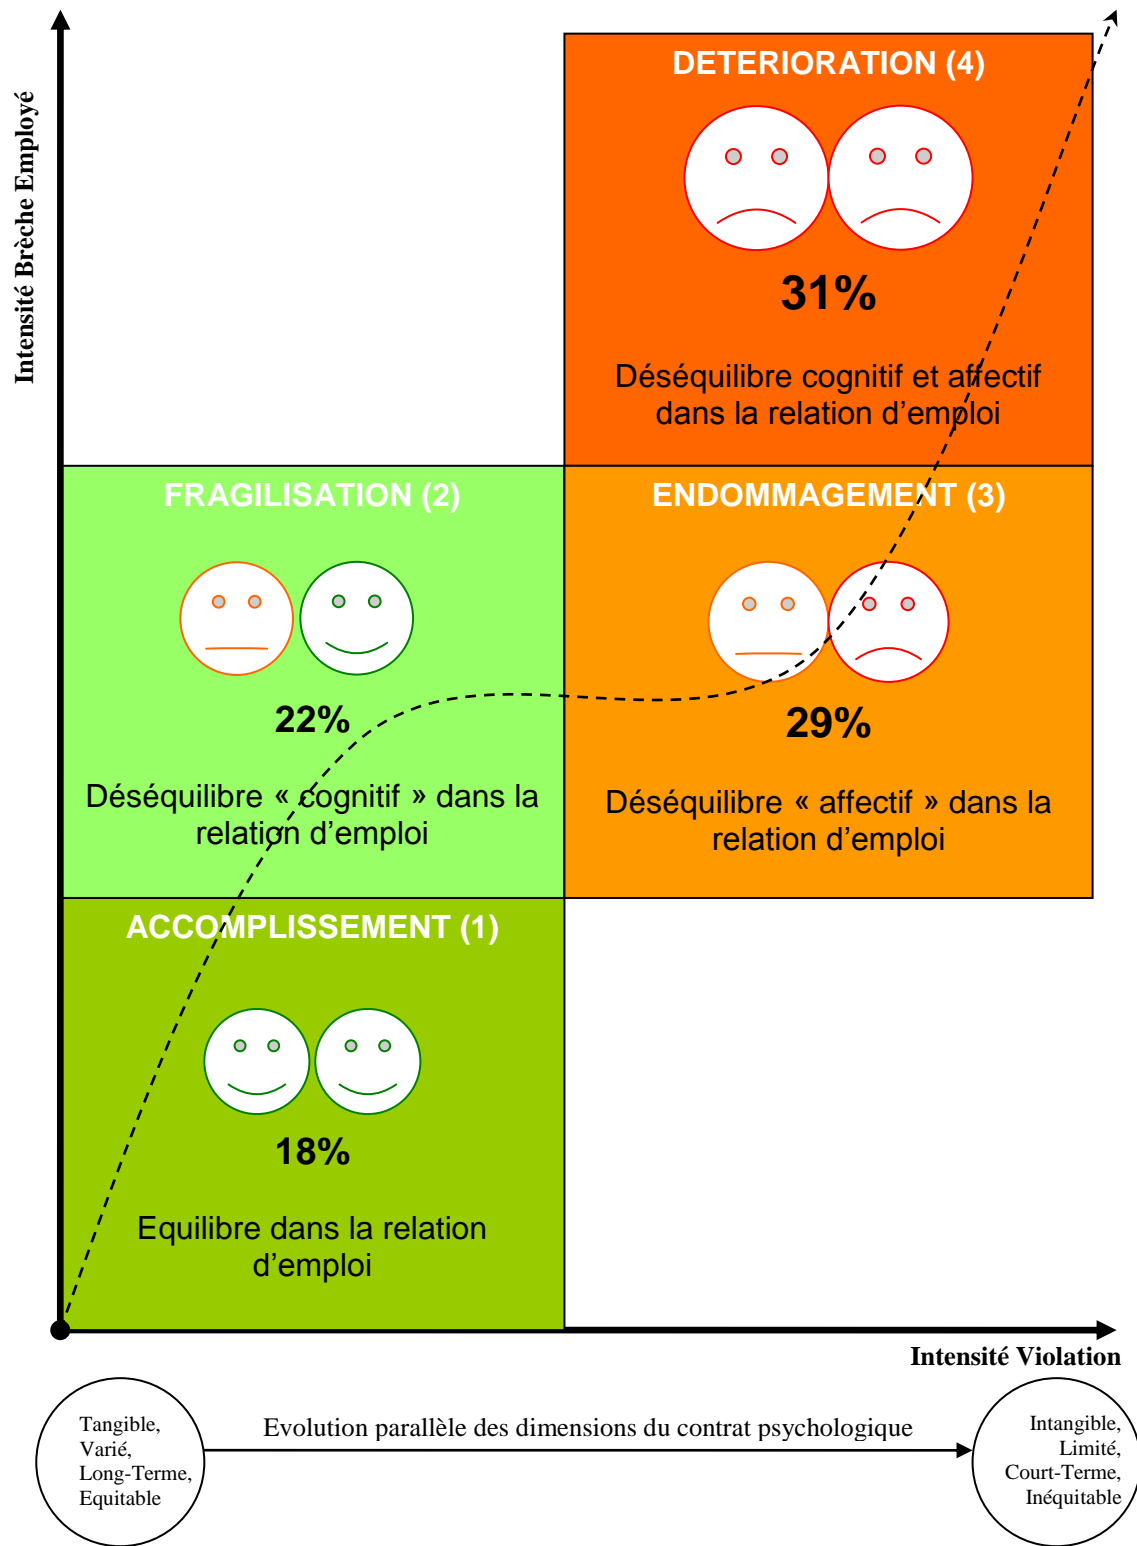 Intensité Brèche Employé
DETERIORATION (4)
31%
Déséquilibre cognitif et affectif
dans la relation d’emploi
FRAGILISATION (2)
22%
Déséquilibre « cognitif » dans la
relation d’emploi
ENDOMMAGEMENT (3)
29%
Déséquilibre « affectif » dans la
relation d’emploi
ACCOMPLISSEMENT (1)
18%
Equilibre dans la relation
d’emploi
Intensité Violation
Tangible,
Varié,
Long-Terme,
Equitable
Evolution parallèle des dimensions du contrat psychologique
Intangible,
Limité,
Court-Terme,
Inéquitable